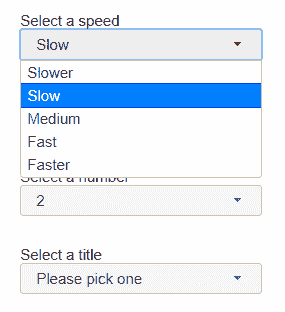 Select a speed
Slow
Slower
Slow
Medium
Fast
Faster
Select a number
2
Select a title
Please pick one